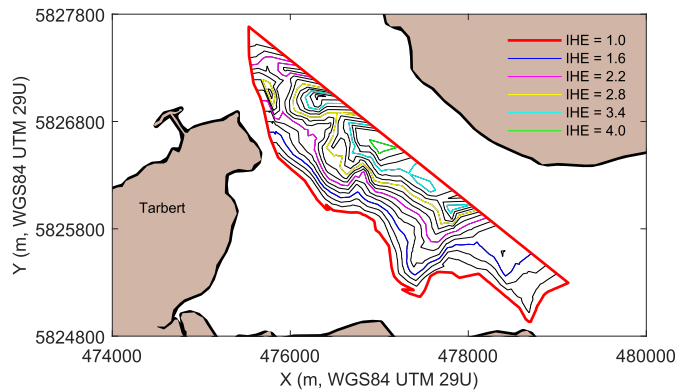 5827800
5826800
5825800
5824800
Y (m, WGS84 UTM 29U)
Tarbert
IHE = 1.0
IHE = 1.6
IHE = 2.2
IHE = 2.8
IHE = 3.4
IHE = 4.0
474000 476000 478000 480000
X (m, WGS84 UTM 29U)